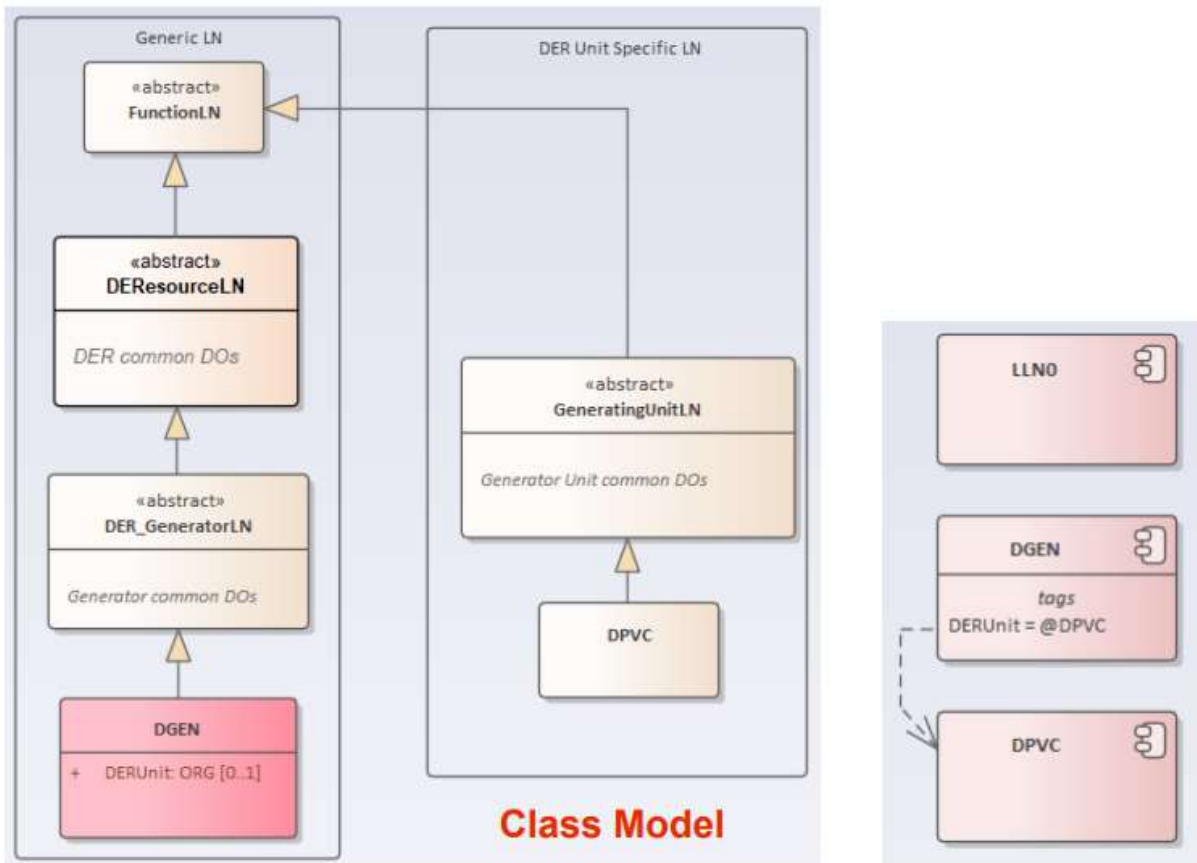 Generic LN
«abstract»
FunctionLN
«abstract»
DEResourceLN
DER common DOs
«abstract»
DER_GeneratorLN
Generator common DOs
DGEN
+ DERUnit: ORG [0..1]
DER Unit Specific LN
«abstract»
GeneratingUnitLN
Generator Unit common DOs
DPVC
Class Model
LLN0
DGEN
tags
DERUnit = @DPVC
DPVC